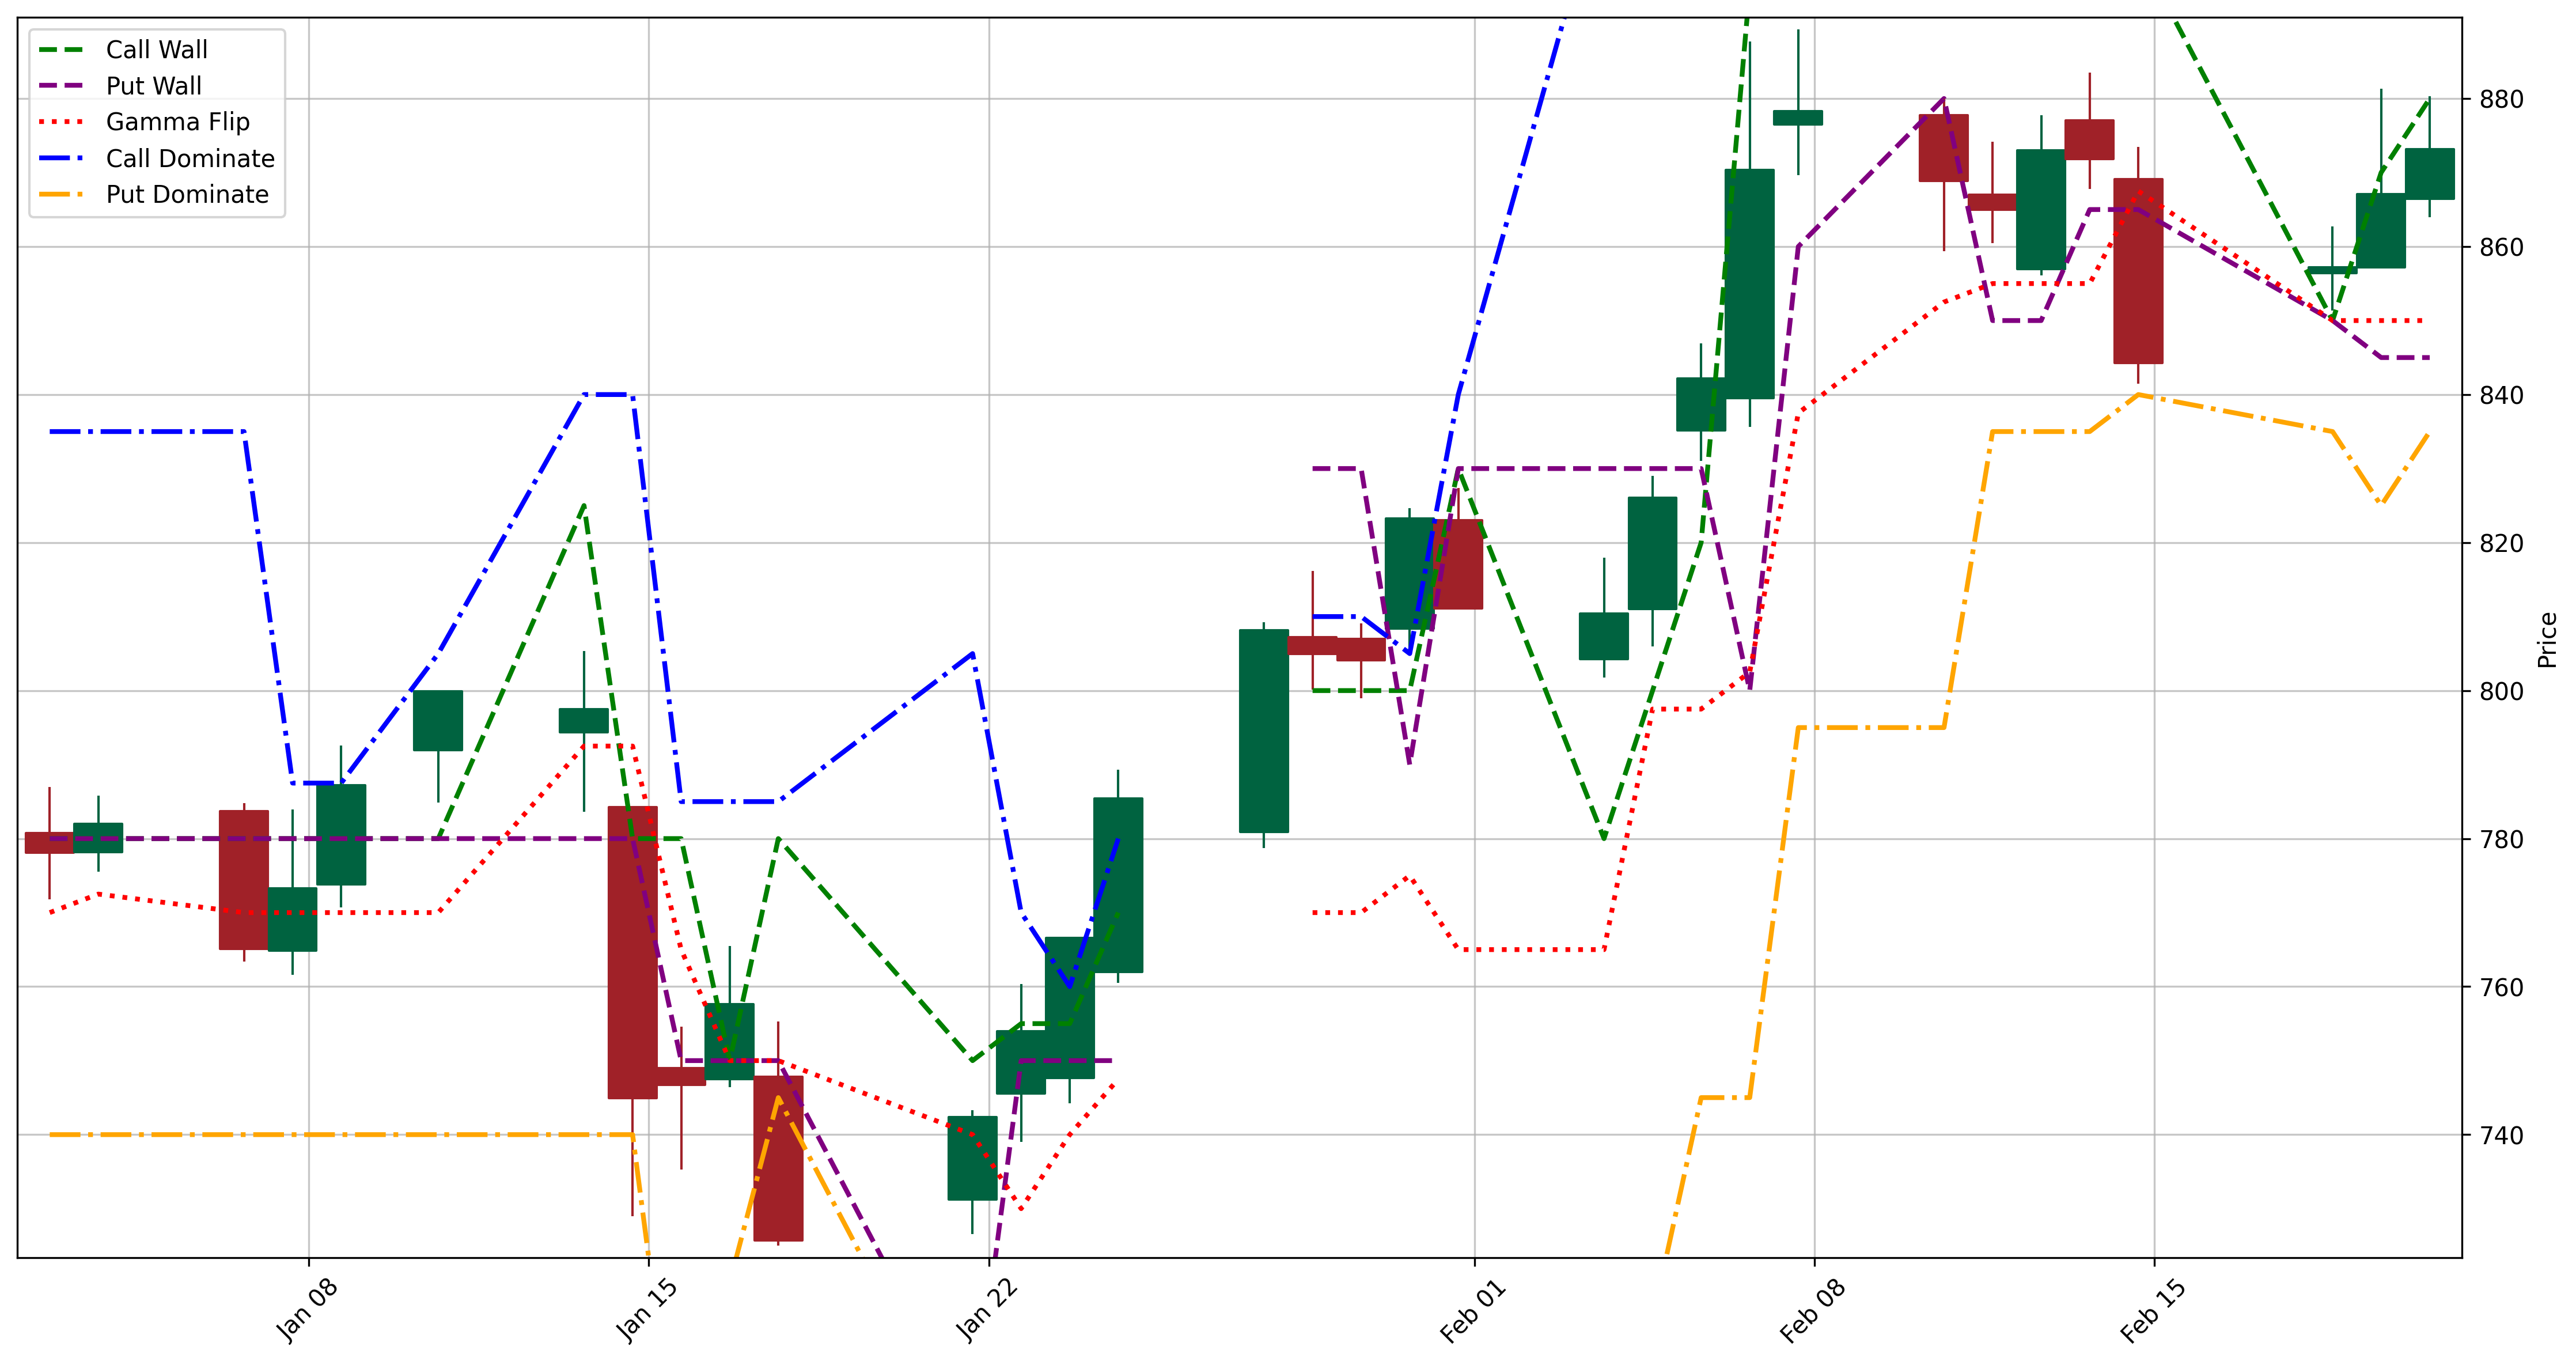 Call Wall
Put Wall
Gamma Flip
Call Dominate
Put Dominate
880
860
840
820
800
780
760
740
Price
Jan 08
Jan 15
Jan 22
Feb 01
Feb 08
Feb 15